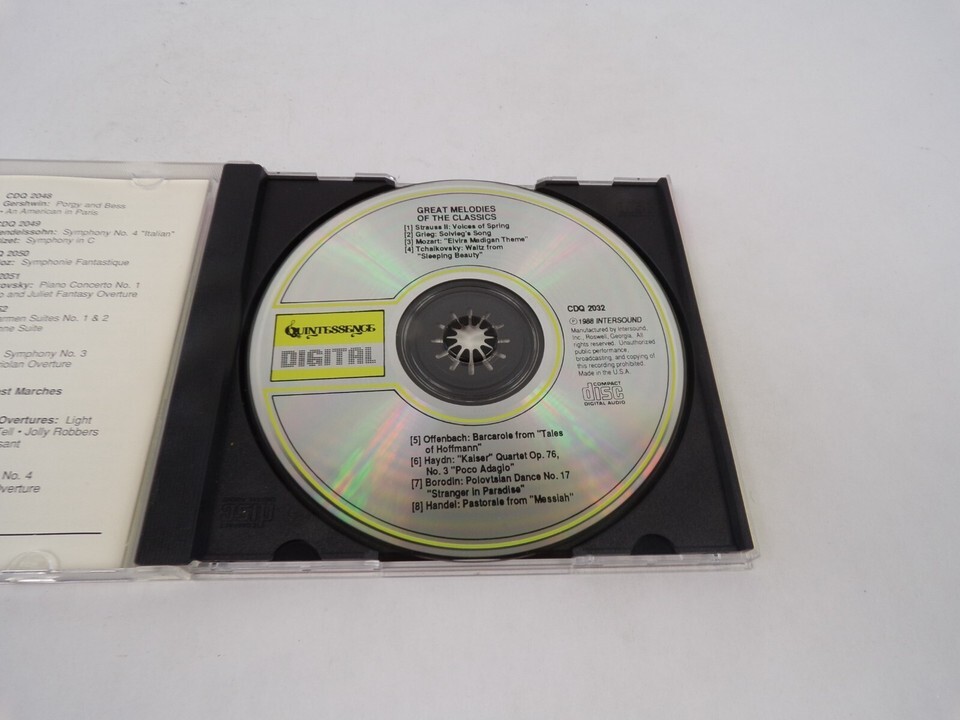 CDQ 2048
Gershwin: Porgy and Bess
• An American in Paris
CDQ 2049
Mendelssohn: Symphony No. 4 "Italian"
Bizet: Symphony in C
2050
Symphonie Fantastique
2051
Piano Concerto No. 1
and Juliet Fantasy Overture
Carmen Suites No. 1 & 2
Suite
Symphony No. 3
Overture
Marches
Overtures: Light
• Jolly Robbers
No. 4
Overture
GREAT MELODIES
OF THE CLASSICS
[1] Strauss II: Voices of Spring
[2] Grieg: Solvieg's Song
[3] Mozart: "Elvira Madigan Theme"
[4] Tchaikovsky: Waltz from
"Sleeping Beauty"
QUINTESSENCE
DIGITAL
CDQ 2032
℗ 1988 INTERSOUND
Manufactured by Intersound,
Inc., Roswell, Georgia. All
rights reserved. Unauthorized
public performance,
broadcasting, and copying of
this recording prohibited.
Made in the U.S.A.
COMPACT
disc
DIGITAL AUDIO
[5] Offenbach: Barcarole from "Tales
of Hoffmann"
[6] Haydn: "Kaiser" Quartet Op. 76,
No. 3 "Poco Adagio"
[7] Borodin: Polovtsian Dance No. 17
"Stranger in Paradise"
[8] Handel: Pastorale from "Messiah"